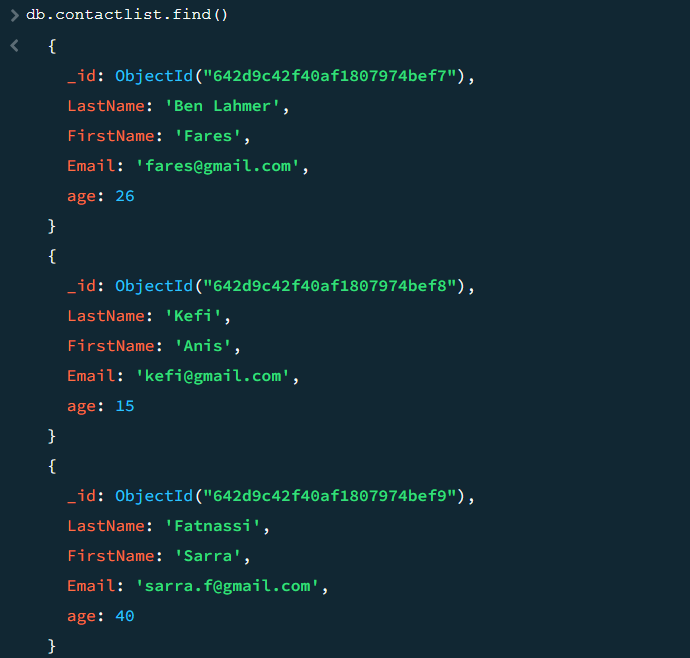 > db.contactlist.find()
< {
_id: ObjectId("642d9c42f40af1807974bef7"),
LastName: 'Ben Lahmer',
FirstName: 'Fares',
Email: 'fares@gmail.com',
age: 26
}
{
_id: ObjectId("642d9c42f40af1807974bef8"),
LastName: 'Kefi',
FirstName: 'Anis',
Email: 'kefi@gmail.com',
age: 15
}
{
_id: ObjectId("642d9c42f40af1807974bef9"),
LastName: 'Fatnassi',
FirstName: 'Sarra',
Email: 'sarra.f@gmail.com',
age: 40
}